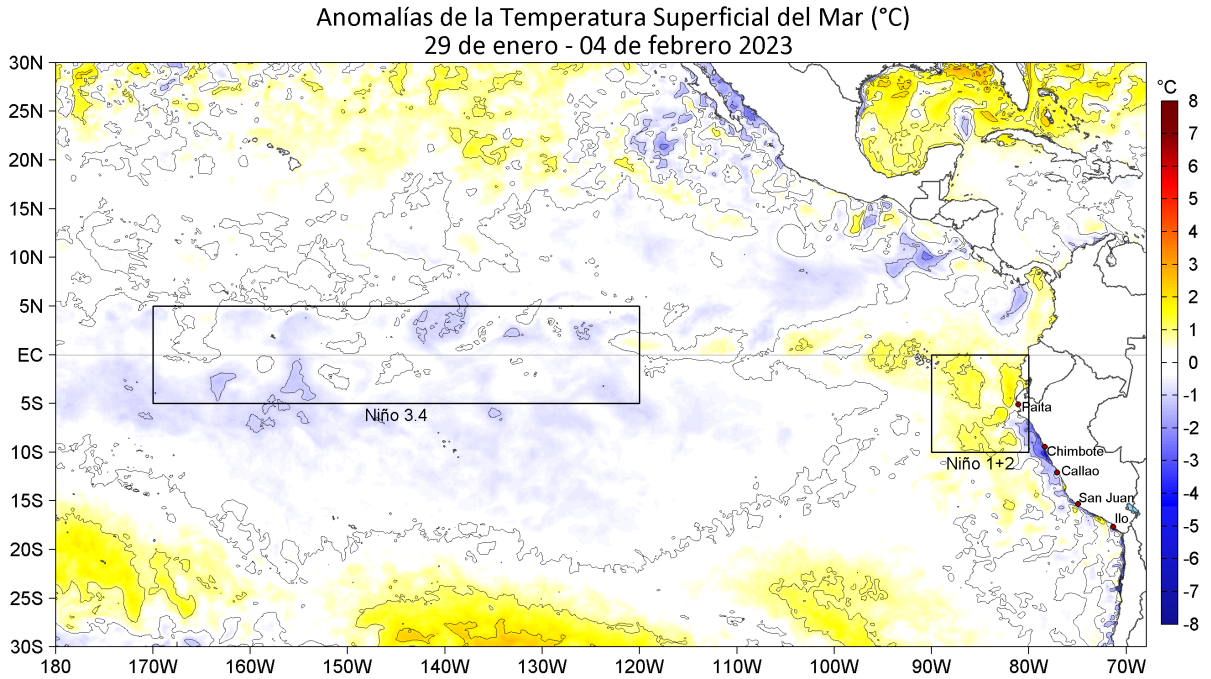 Anomalías de la Temperatura Superficial del Mar (°C)
29 de enero - 04 de febrero 2023
30N
25N
20N
15N
10N
5N
EC
5S
10S
15S
20S
25S
30S
180
170W
160W
150W
140W
130W
120W
110W
100W
90W
80W
70W
Niño 3.4
Niño 1+2
Paita
Chimbote
Callao
San Juan
Ilo
°C
8
7
6
5
4
3
2
1
0
-1
-2
-3
-4
-5
-6
-7
-8